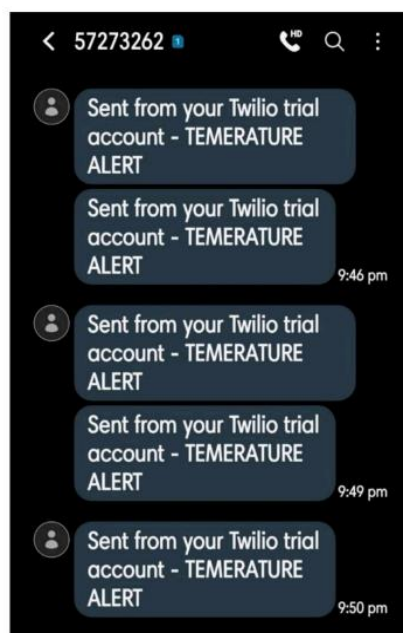 57273262 1 HD
Sent from your Twilio trial
account - TEMERATURE
ALERT
Sent from your Twilio trial
account - TEMERATURE
ALERT
9:46 pm
Sent from your Twilio trial
account - TEMERATURE
ALERT
Sent from your Twilio trial
account - TEMERATURE
ALERT
9:49 pm
Sent from your Twilio trial
account - TEMERATURE
ALERT
9:50 pm